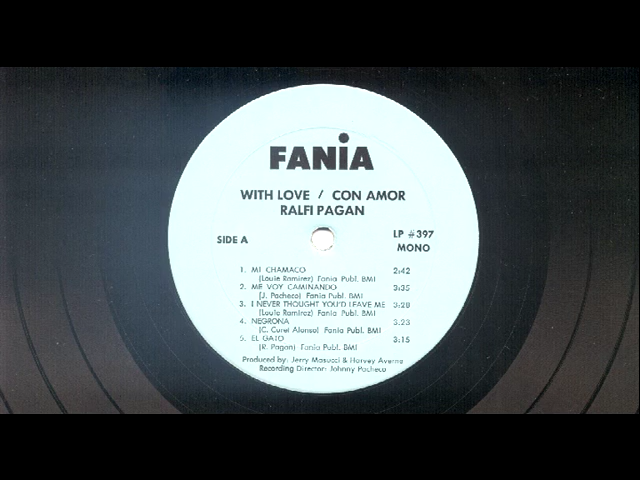 FANiA
WITH LOVE / CON AMOR
RALFI PAGAN
SIDE A
LP #397
MONO
1. MI CHAMACO 2:42
(Louie Ramirez) Fania Publ. BMI
2. ME VOY CAMINANDO 3:35
(J. Pacheco) Fania Publ. BMI
3. I NEVER THOUGHT YOU'D LEAVE ME 3:28
(Louie Ramirez) Fania Publ. BMI
4. NEGRONA 3:23
(C. Curet Alonso) Fania Publ. BMI
5. EL GATO 3:15
(R. Pagan) Fania Publ. BMI
Produced by: Jerry Masucci & Harvey Averne
Recording Director: Johnny Pacheco